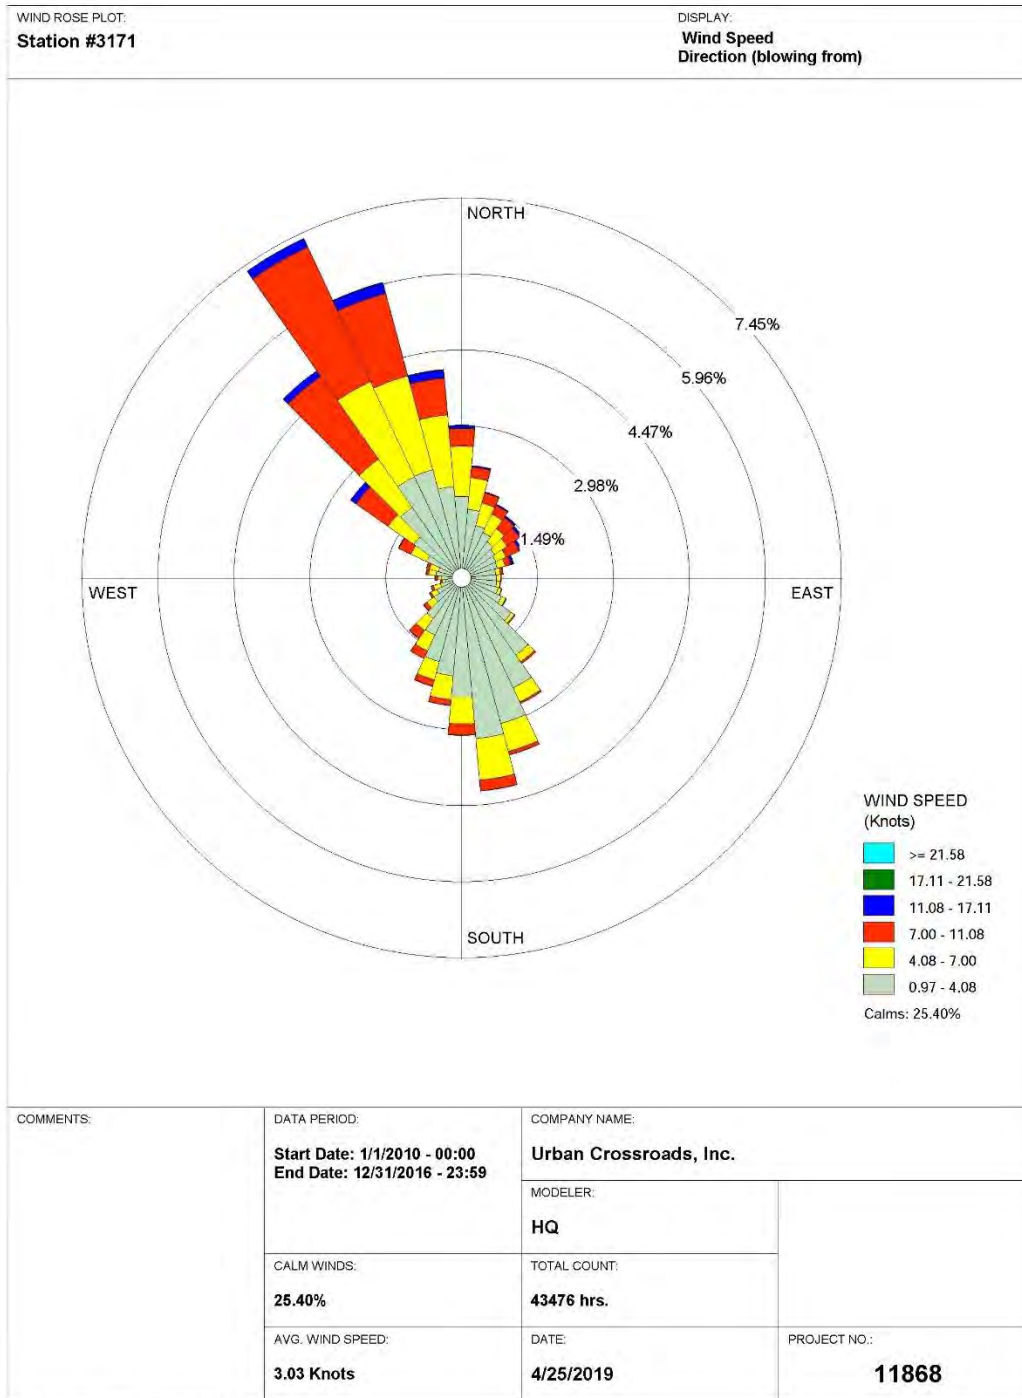 WIND ROSE PLOT:
Station #3171
DISPLAY:
Wind Speed
Direction (blowing from)
NORTH
7.45%
5.96%
4.47%
2.98%
1.49%
WEST
EAST
SOUTH
WIND SPEED
(Knots)
>= 21.58
17.11 - 21.58
11.08 - 17.11
7.00 - 11.08
4.08 - 7.00
0.97 - 4.08
Calms: 25.40%
COMMENTS:
DATA PERIOD:
Start Date: 1/1/2010 - 00:00
End Date: 12/31/2016 - 23:59
COMPANY NAME:
Urban Crossroads, Inc.
MODELER:
HQ
CALM WINDS:
25.40%
TOTAL COUNT:
43476 hrs.
AVG. WIND SPEED:
3.03 Knots
DATE:
4/25/2019
PROJECT NO.:
11868